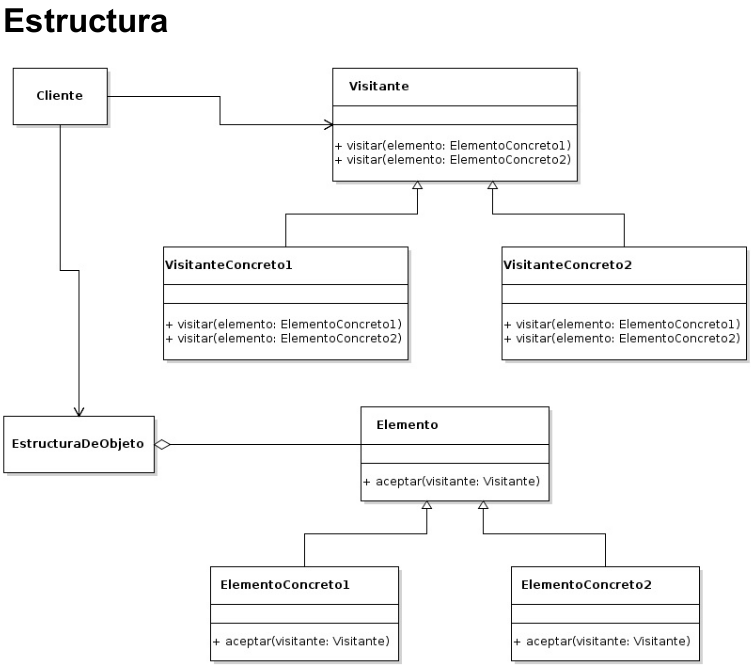 Estructura
Cliente
Visitante
+ visitar(elemento: ElementoConcreto1)
+ visitar(elemento: ElementoConcreto2)
VisitanteConcreto1
+ visitar(elemento: ElementoConcreto1)
+ visitar(elemento: ElementoConcreto2)
VisitanteConcreto2
+ visitar(elemento: ElementoConcreto1)
+ visitar(elemento: ElementoConcreto2)
EstructuraDeObjeto
Elemento
+ aceptar(visitante: Visitante)
ElementoConcreto1
+ aceptar(visitante: Visitante)
ElementoConcreto2
+ aceptar(visitante: Visitante)